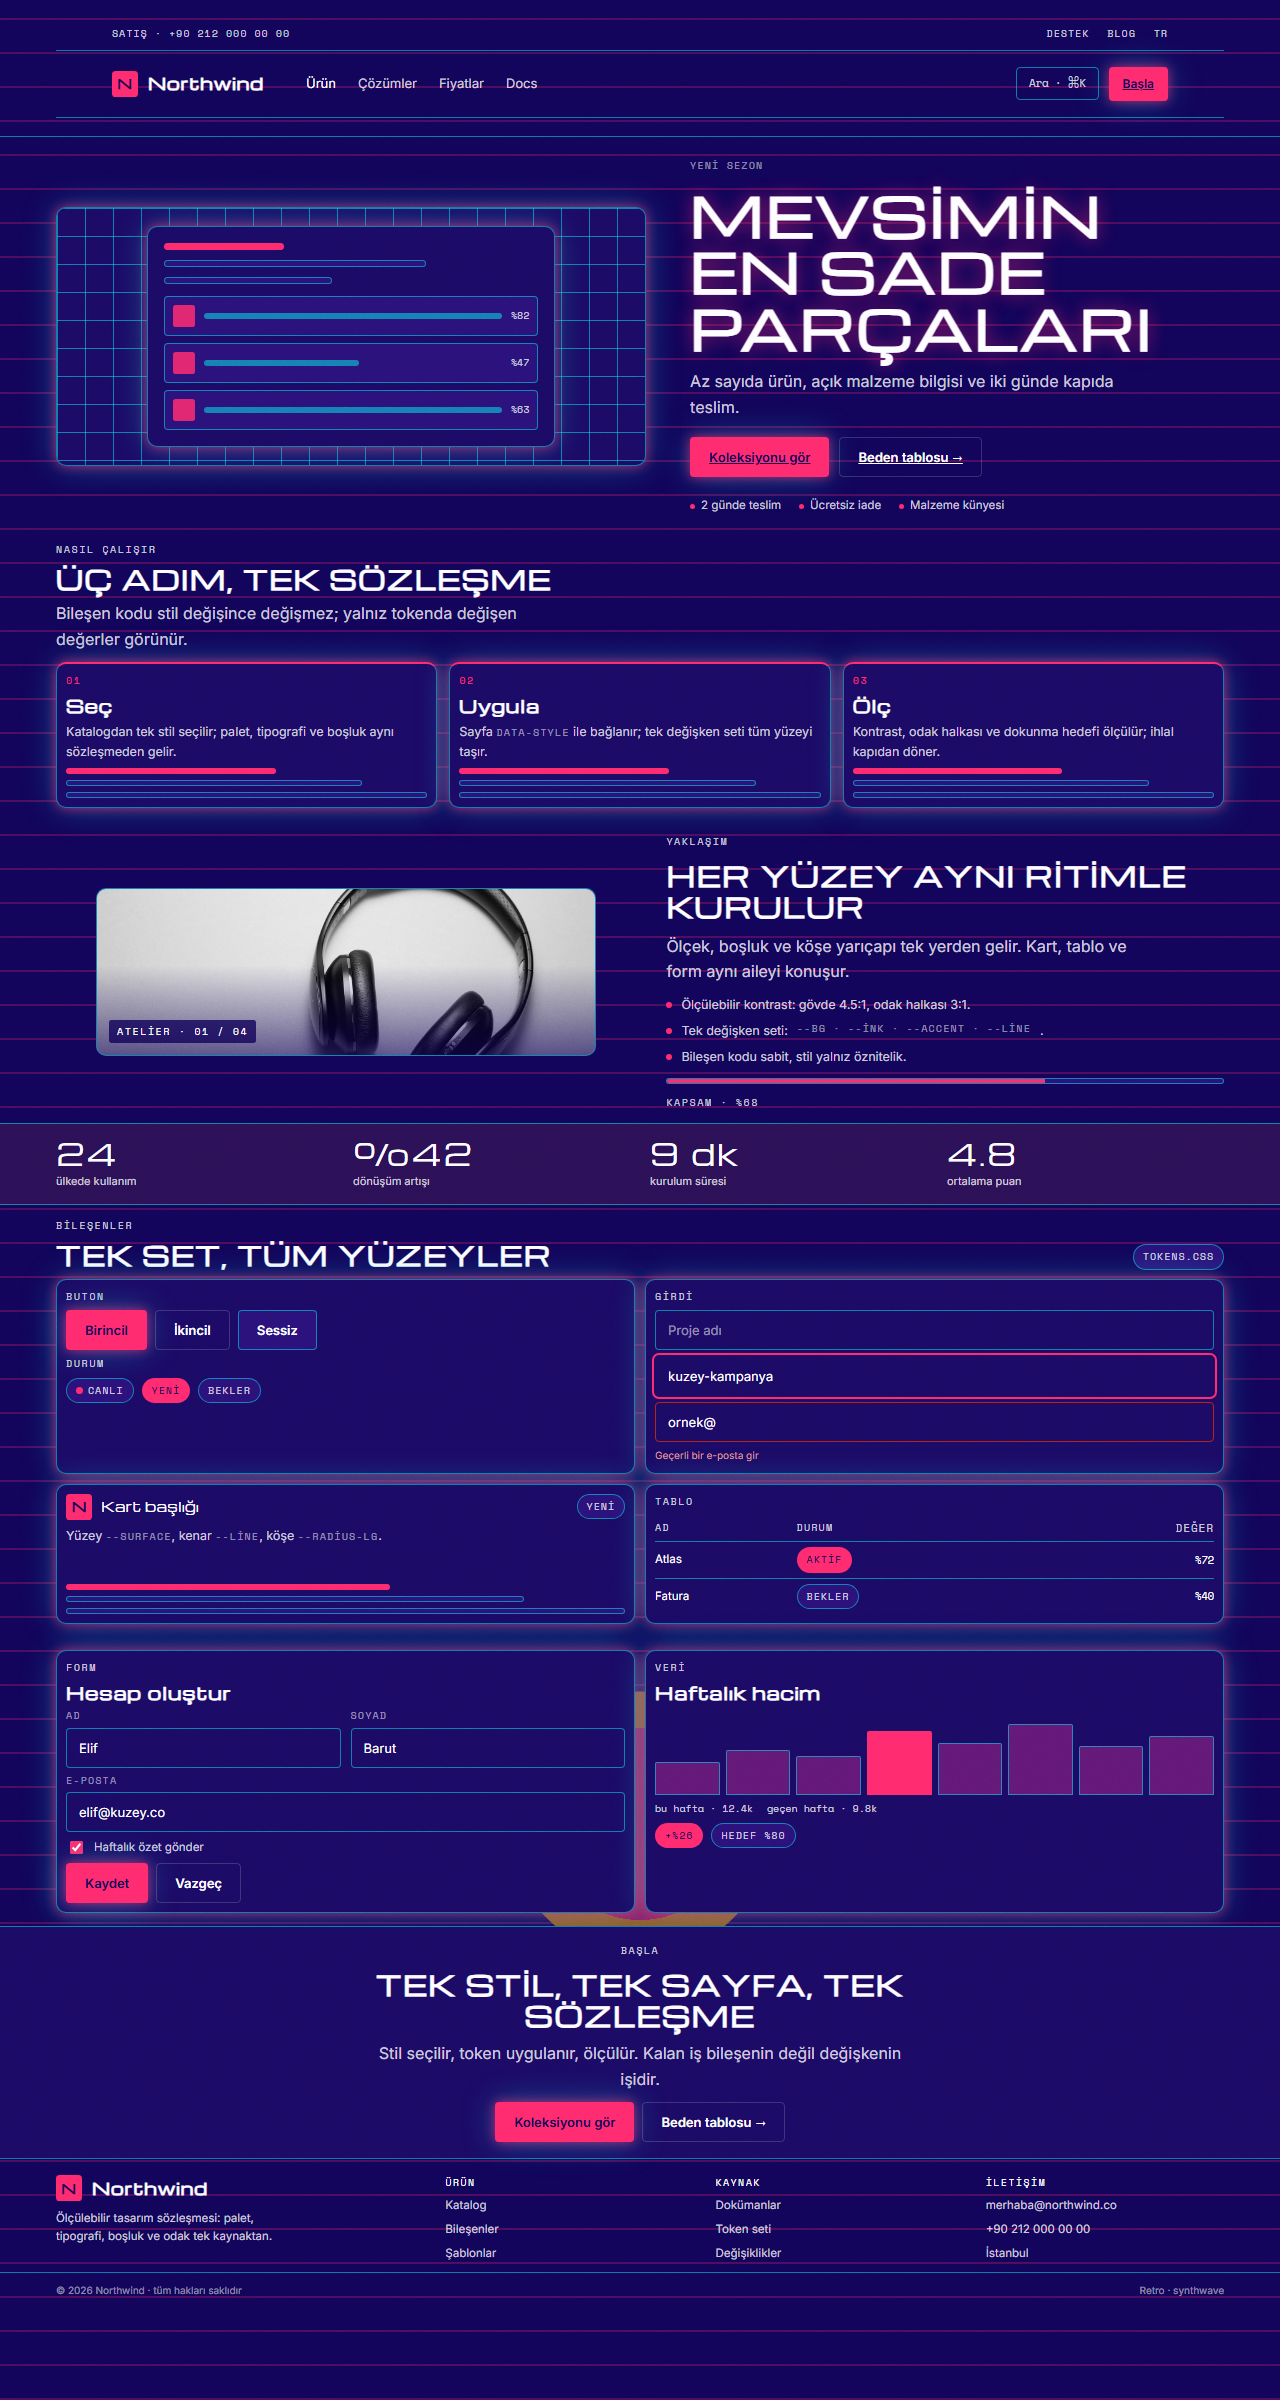 SATIŞ · +90 212 000 00 00
DESTEK BLOG TR
N Northwind
Ürün Çözümler Fiyatlar Docs
Ara · ⌘K
Başla
YENİ SEZON
MEVSİMİN
EN SADE
PARÇALARI
Az sayıda ürün, açık malzeme bilgisi ve iki günde kapıda
teslim.
Koleksiyonu gör
Beden tablosu →
2 günde teslim
Ücretsiz iade
Malzeme künyesi
%82
%47
%63
NASIL ÇALIŞIR
ÜÇ ADIM, TEK SÖZLEŞME
Bileşen kodu stil değişince değişmez; yalnız tokenda değişen
değerler görünür.
01
Seç
Katalogdan tek stil seçilir; palet, tipografi ve boşluk aynı
sözleşmeden gelir.
02
Uygula
Sayfa DATA-STYLE ile bağlanır; tek değişken seti tüm yüzeyi
taşır.
03
Ölç
Kontrast, odak halkası ve dokunma hedefi ölçülür; ihlal
kapıdan döner.
ATELİER · 01 / 04
YAKLAŞIM
HER YÜZEY AYNI RİTİMLE
KURULUR
Ölçek, boşluk ve köşe yarıçapı tek yerden gelir. Kart, tablo ve
form aynı aileyi konuşur.
Ölçülebilir kontrast: gövde 4.5:1, odak halkası 3:1.
Tek değişken seti: --BG · --İNK · --ACCENT · --LİNE .
Bileşen kodu sabit, stil yalnız öznitelik.
KAPSAM · %68
24
ülkede kullanım
%42
dönüşüm artışı
9 dk
kurulum süresi
4.8
ortalama puan
BİLEŞENLER
TEK SET, TÜM YÜZEYLER
TOKENS.CSS
BUTON
Birincil
İkincil
Sessiz
DURUM
CANLI
YENİ
BEKLER
GİRDİ
Proje adı
kuzey-kampanya
ornek@
Geçerli bir e-posta gir
N Kart başlığı
YENİ
Yüzey --SURFACE, kenar --LİNE, köşe --RADİUS-LG.
TABLO
AD DURUM DEĞER
Atlas AKTİF %72
Fatura BEKLER %40
FORM
Hesap oluştur
AD
SOYAD
Elif
Barut
E-POSTA
elif@kuzey.co
Haftalık özet gönder
Kaydet
Vazgeç
VERİ
Haftalık hacim
bu hafta · 12.4k geçen hafta · 9.8k
+%26
HEDEF %80
BAŞLA
TEK STİL, TEK SAYFA, TEK
SÖZLEŞME
Stil seçilir, token uygulanır, ölçülür. Kalan iş bileşenin değil değişkenin
işidir.
Koleksiyonu gör
Beden tablosu →
N Northwind
Ölçülebilir tasarım sözleşmesi: palet,
tipografi, boşluk ve odak tek kaynaktan.
ÜRÜN
Katalog
Bileşenler
Şablonlar
KAYNAK
Dokümanlar
Token seti
Değişiklikler
İLETİŞİM
merhaba@northwind.co
+90 212 000 00 00
İstanbul
© 2026 Northwind · tüm hakları saklıdır
Retro · synthwave